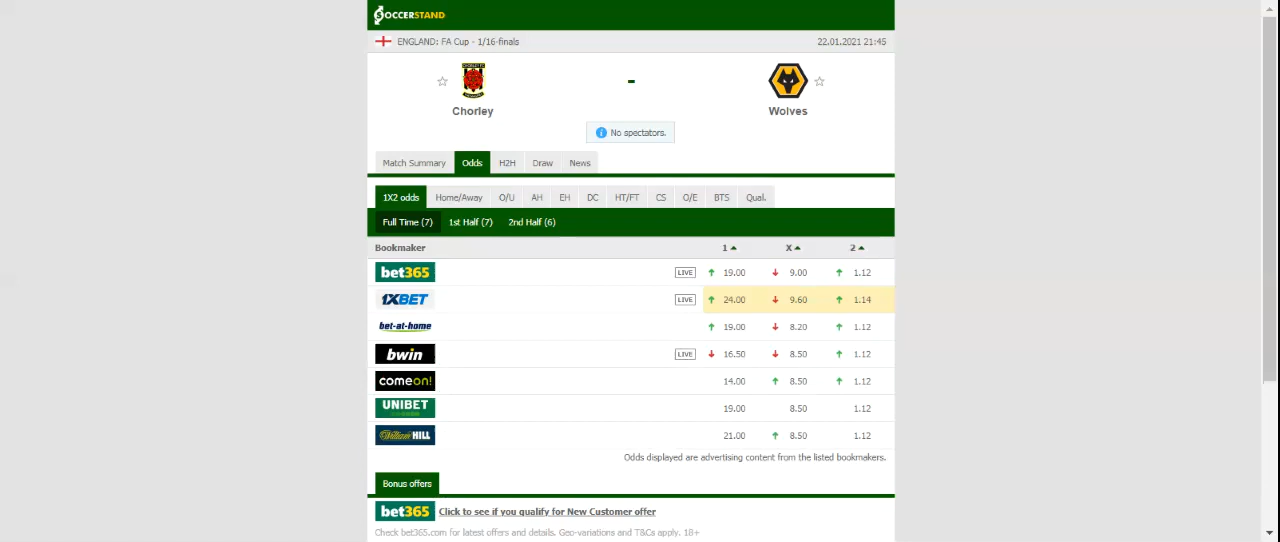 SOCCERSTAND
ENGLAND: FA Cup - 1/16-finals 22.01.2021 21:45
-
Chorley Wolves
No spectators.
Match Summary Odds H2H Draw News
1X2 odds Home/Away O/U AH EH DC HT/FT CS O/E BTS Qual.
Full Time (7) 1st Half (7) 2nd Half (6)
Bookmaker 1 X 2
bet365 LIVE 19.00 9.00 1.12
1XBET LIVE 24.00 9.60 1.14
bet-at-home 19.00 8.20 1.12
bwin LIVE 16.50 8.50 1.12
comeon! 14.00 8.50 1.12
UNIBET 19.00 8.50 1.12
William HILL 21.00 8.50 1.12
Odds displayed are advertising content from the listed bookmakers.
Bonus offers
bet365 Click to see if you qualify for New Customer offer
Check bet365.com for latest offers and details. Geo-variations and T&Cs apply. 18+